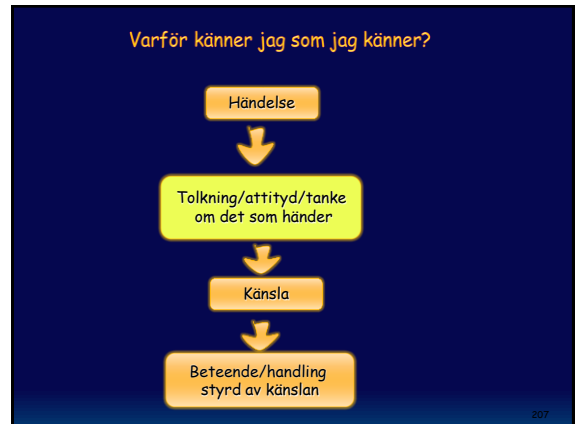 Varför känner jag som jag känner?
Händelse
Tolkning/attityd/tanke
om det som händer
Känsla
Beteende/handling
styrd av känslan
207